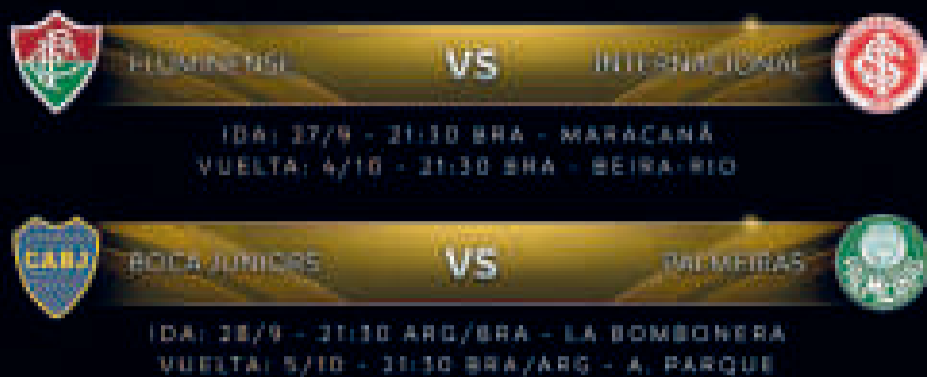 FLUMINENSE VS INTERNACIONAL
IDA: 27/9 - 21:30 BRA - MARACANÃ
VUELTA: 4/10 - 21:30 BRA - BEIRA-RIO
CABJ BOCA JUNIORS VS PALMEIRAS
IDA: 28/9 - 21:30 ARG/BRA - LA BOMBONERA
VUELTA: 5/10 - 21:30 BRA/ARG - A. PARQUE